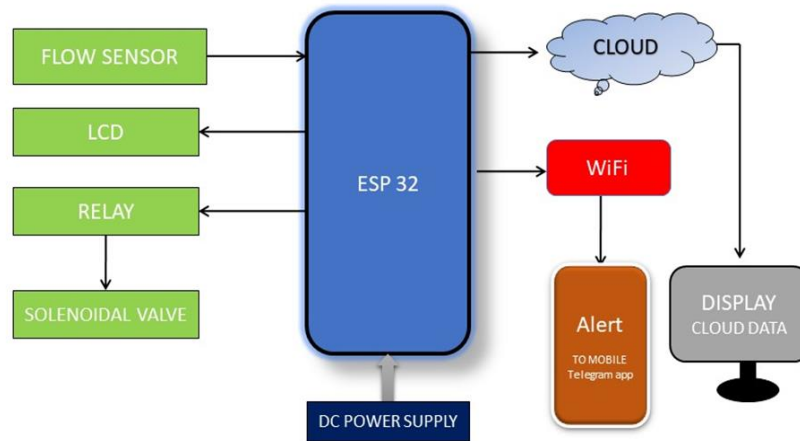 FLOW SENSOR
LCD
RELAY
SOLENOIDAL VALVE
ESP 32
DC POWER SUPPLY
CLOUD
WiFi
Alert
TO MOBILE
Telegram app
DISPLAY
CLOUD DATA